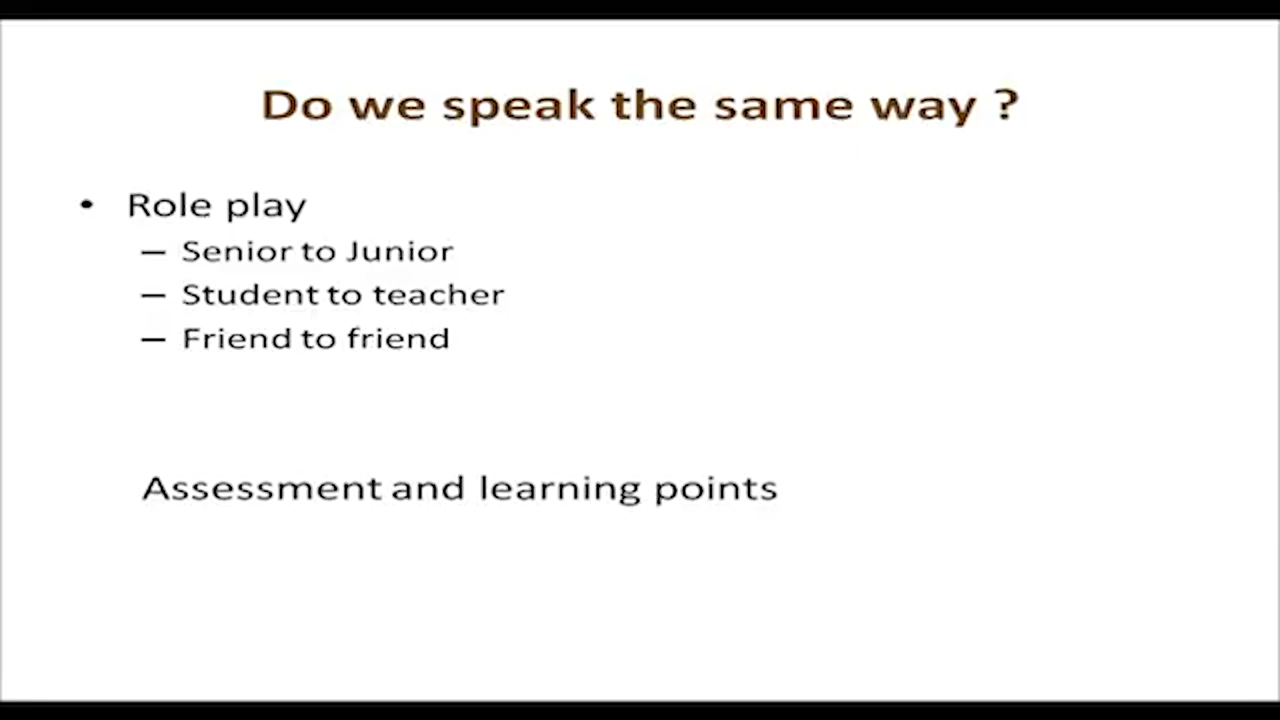 Do we speak the same way ?
• Role play
– Senior to Junior
– Student to teacher
– Friend to friend
Assessment and learning points